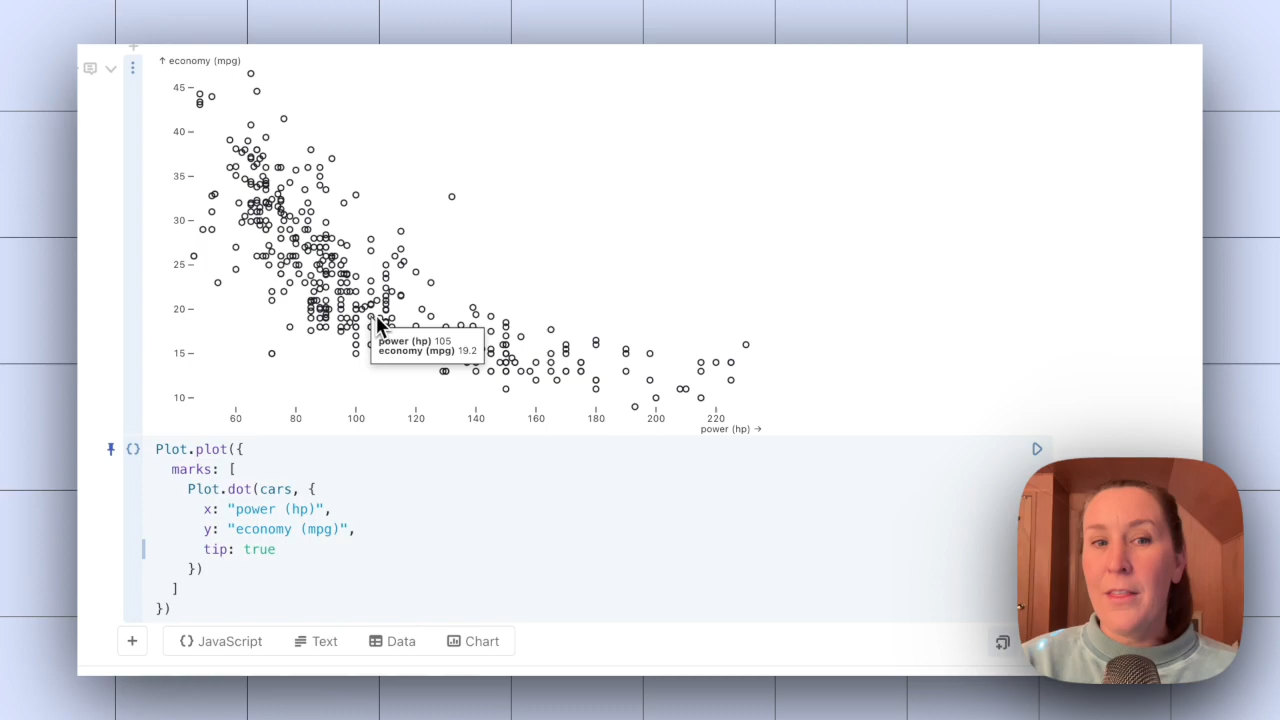 ↑ economy (mpg)
45
40
35
30
25
20
15
10
power (hp) 105
economy (mpg) 19.2
60 80 100 120 140 160 180 200 220
power (hp) →
Plot.plot({
marks: [
Plot.dot(cars, {
x: "power (hp)",
y: "economy (mpg)",
tip: true
})
]
})
+ {} JavaScript Text Data Chart